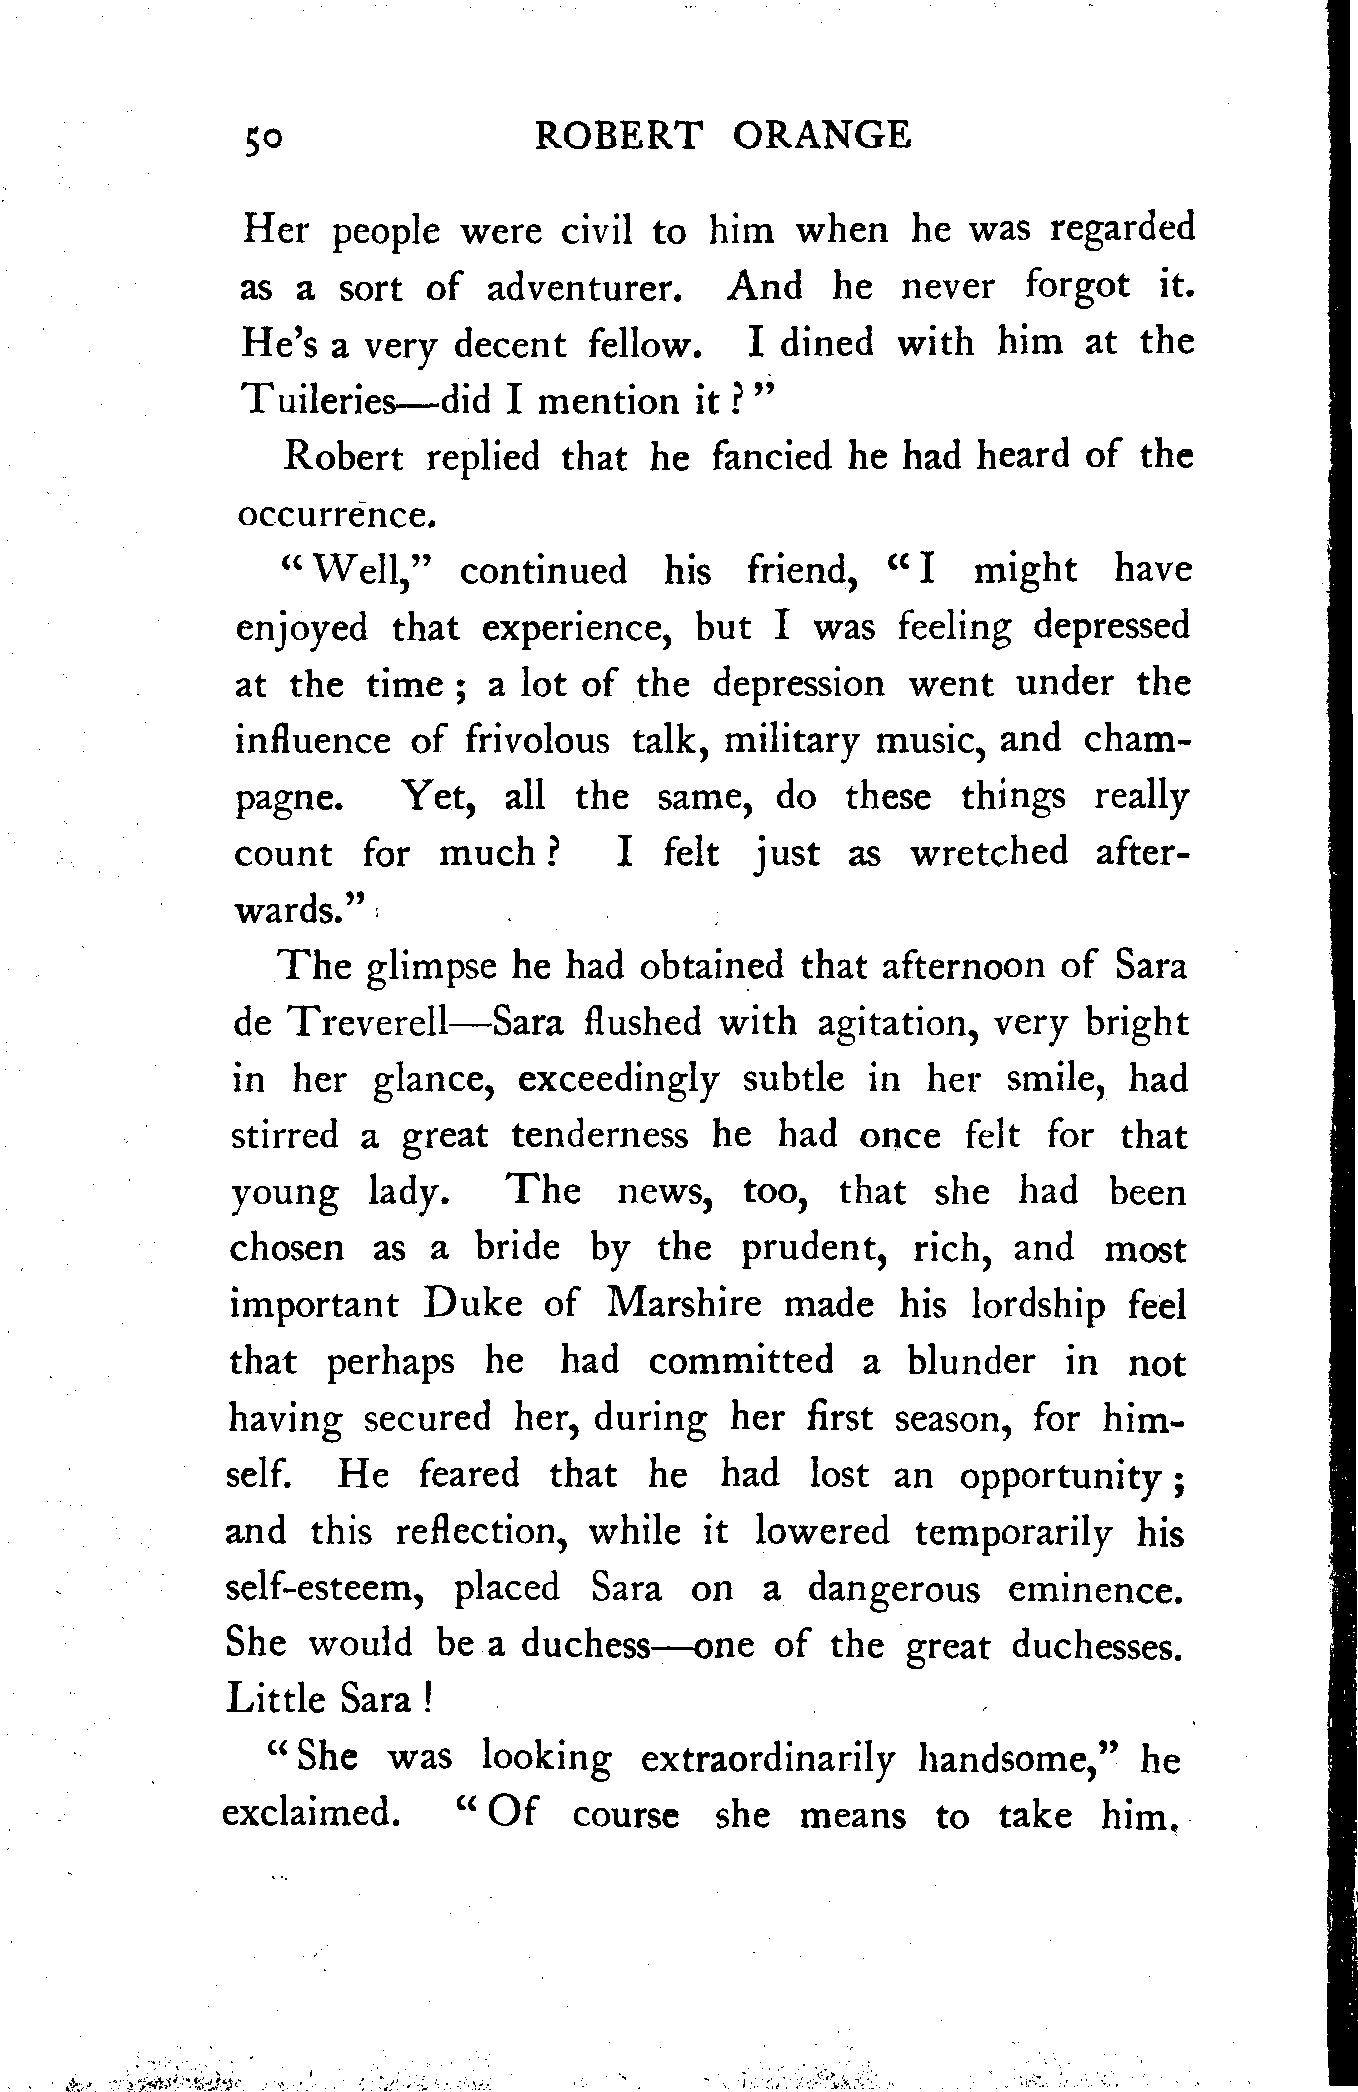 50 ROBERT ORANGE
Her people were civil to him when he was regarded
as a sort of adventurer. And he never forgot it.
He's a very decent fellow. I dined with him at the
Tuileries—did I mention it ? ”
Robert replied that he fancied he had heard of the
occurrence.
“ Well,” continued his friend, “ I might have
enjoyed that experience, but I was feeling depressed
at the time ; a lot of the depression went under the
influence of frivolous talk, military music, and cham-
pagne. Yet, all the same, do these things really
count for much ? I felt just as wretched after-
wards.”
The glimpse he had obtained that afternoon of Sara
de Treverell—Sara flushed with agitation, very bright
in her glance, exceedingly subtle in her smile, had
stirred a great tenderness he had once felt for that
young lady. The news, too, that she had been
chosen as a bride by the prudent, rich, and most
important Duke of Marshire made his lordship feel
that perhaps he had committed a blunder in not
having secured her, during her first season, for him-
self. He feared that he had lost an opportunity ;
and this reflection, while it lowered temporarily his
self-esteem, placed Sara on a dangerous eminence.
She would be a duchess—one of the great duchesses.
Little Sara !
“ She was looking extraordinarily handsome,” he
exclaimed. “ Of course she means to take him.